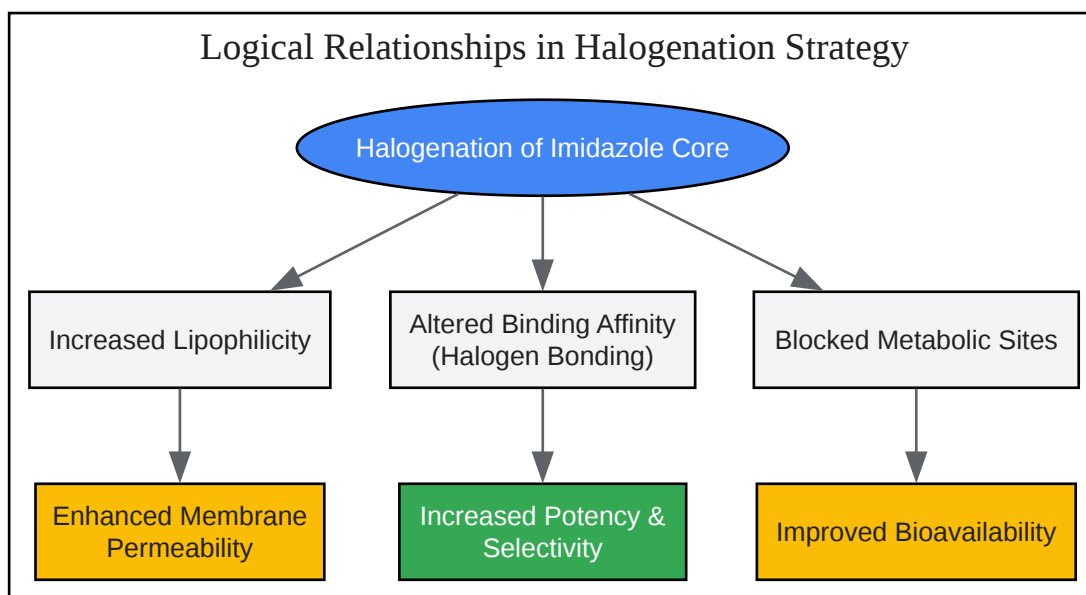 Logical Relationships in Halogenation Strategy
Halogenation of Imidazole Core
Increased Lipophilicity
Altered Binding Affinity
(Halogen Bonding)
Blocked Metabolic Sites
Enhanced Membrane
Permeability
Increased Potency &
Selectivity
Improved Bioavailability